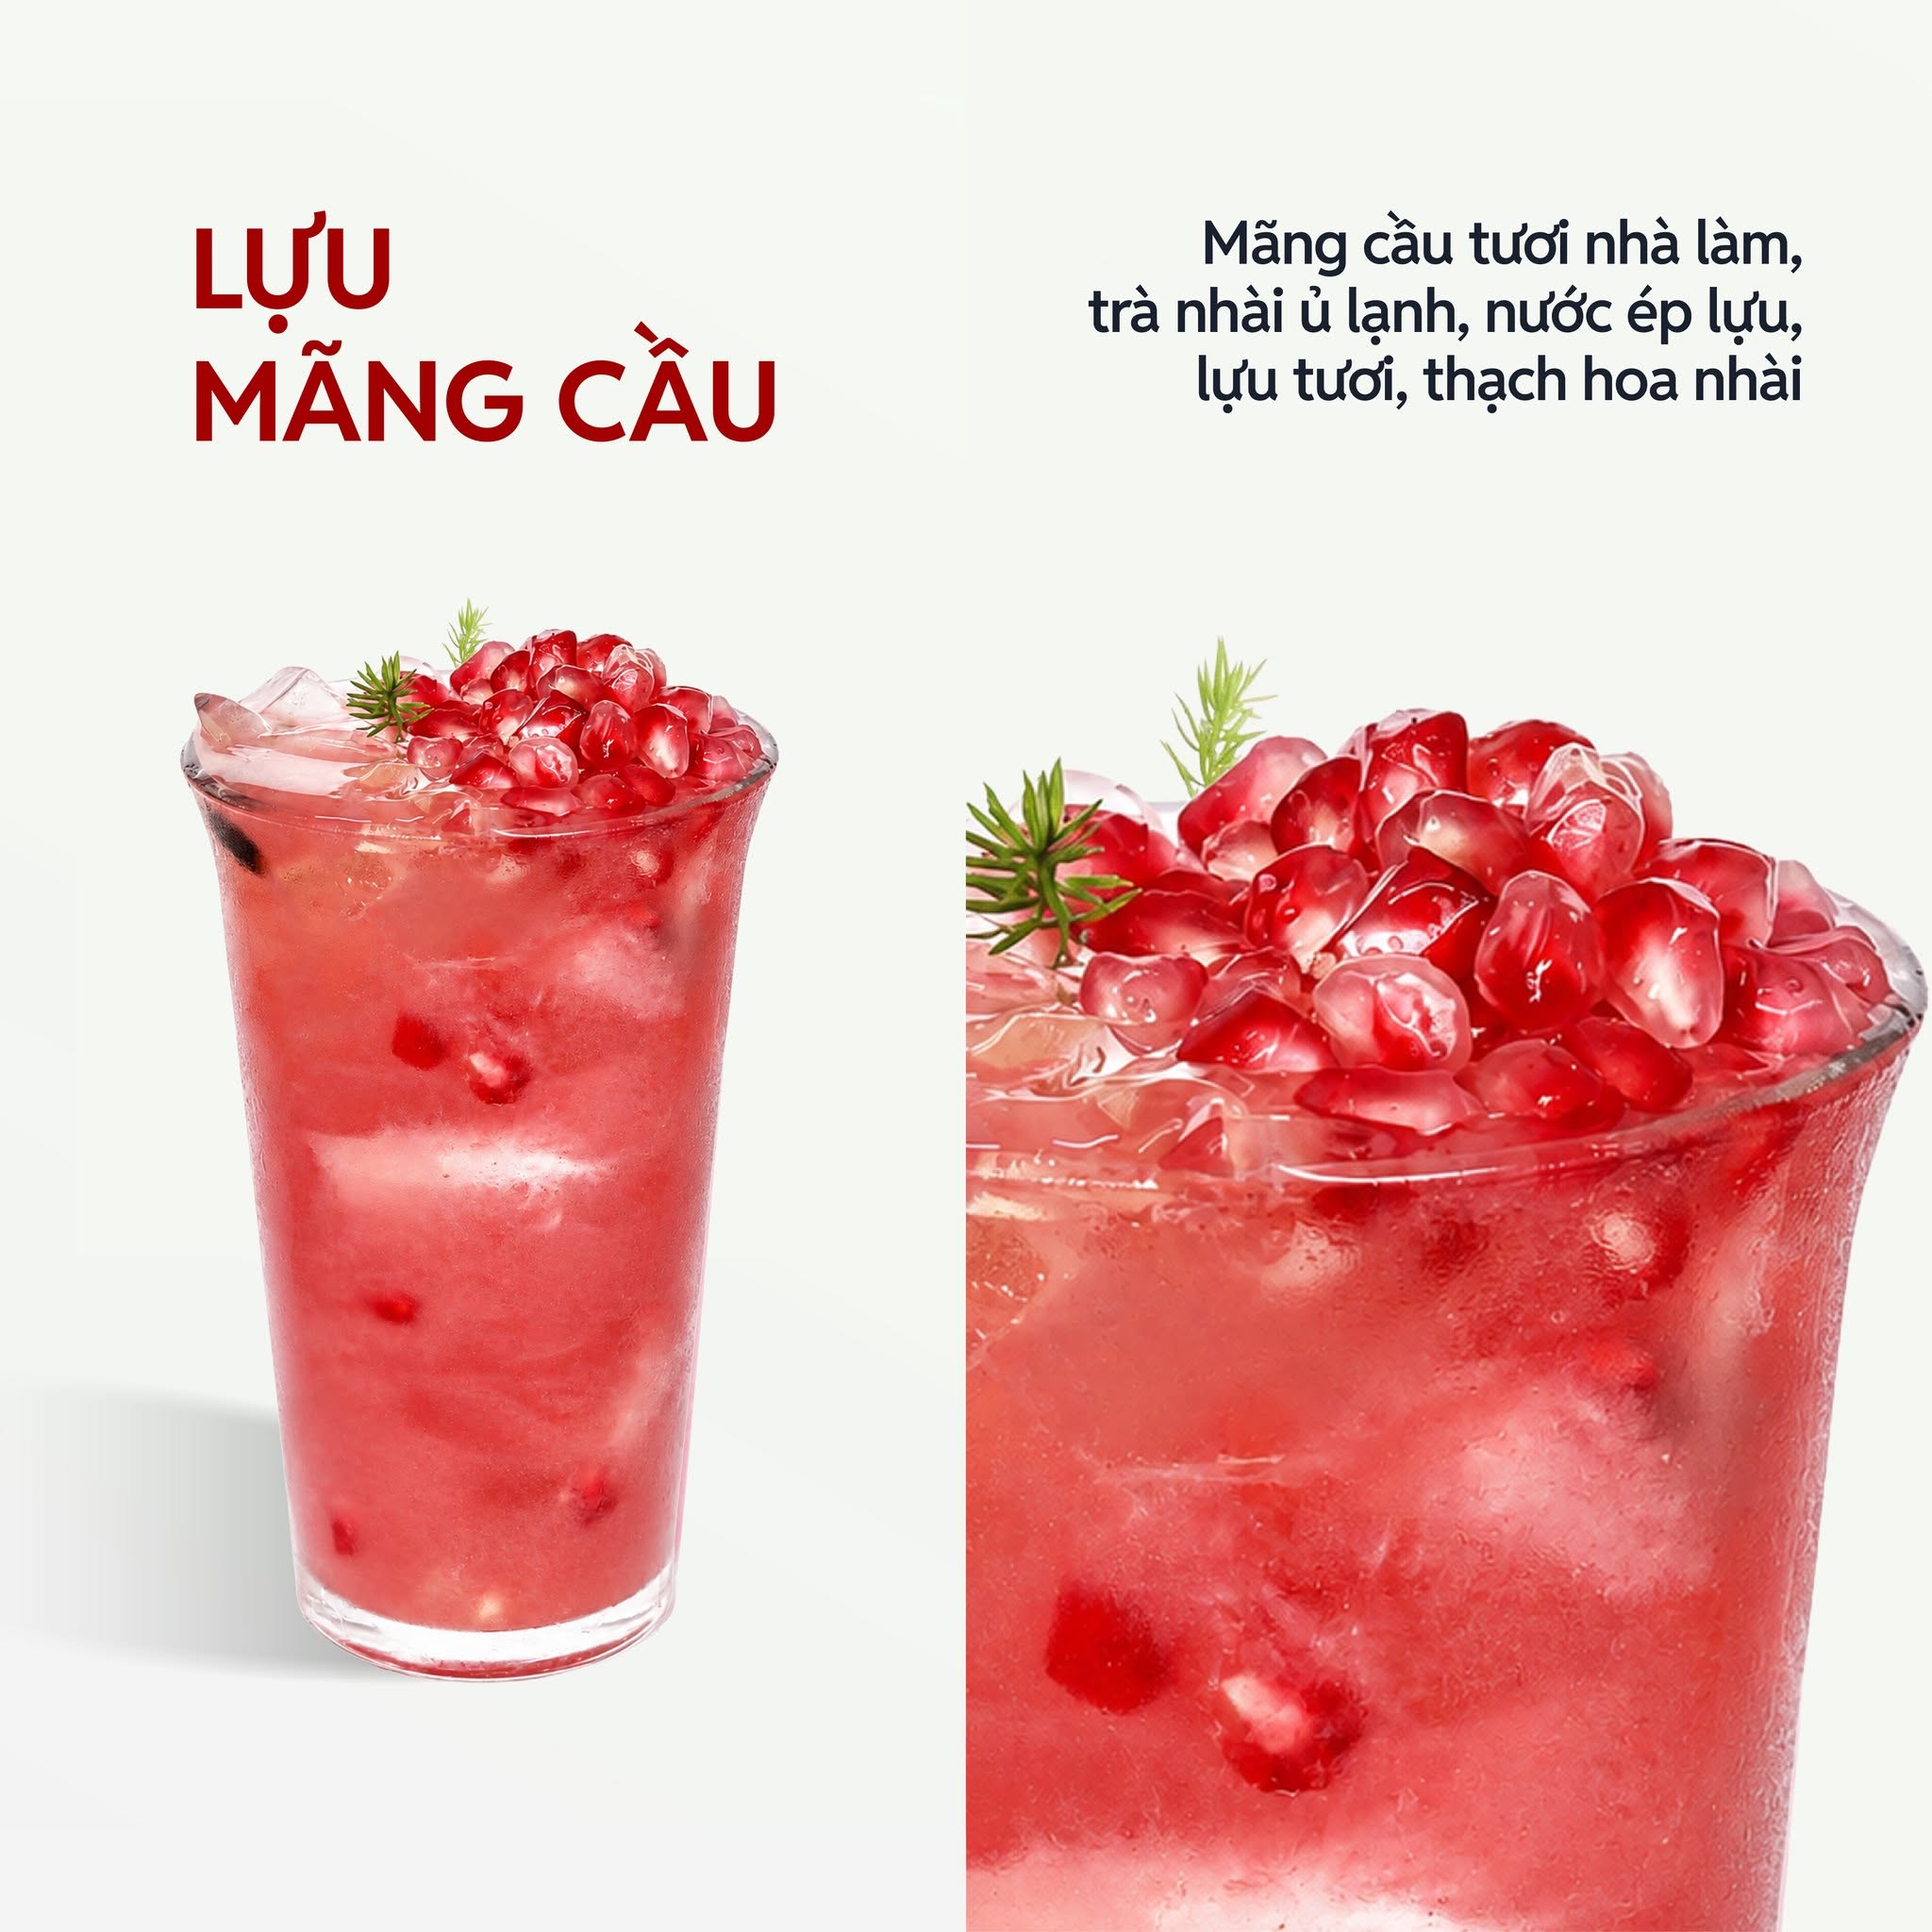 LỰU
MÃNG CẦU
Mãng cầu tươi nhà làm,
trà nhài ủ lạnh, nước ép lựu,
lựu tươi, thạch hoa nhài